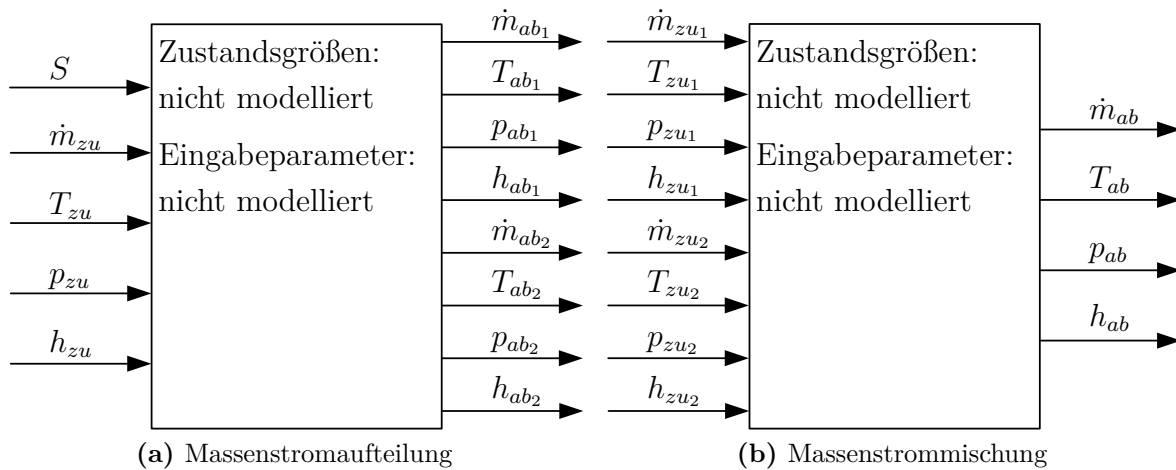 S
ṁ_zu
T_zu
p_zu
h_zu
Zustandsgrößen:
nicht modelliert
Eingabeparameter:
nicht modelliert
ṁ_ab₁
T_ab₁
p_ab₁
h_ab₁
ṁ_ab₂
T_ab₂
p_ab₂
h_ab₂
(a) Massenstromaufteilung
ṁ_zu₁
T_zu₁
p_zu₁
h_zu₁
ṁ_zu₂
T_zu₂
p_zu₂
h_zu₂
Zustandsgrößen:
nicht modelliert
Eingabeparameter:
nicht modelliert
ṁ_ab
T_ab
p_ab
h_ab
(b) Massenstrommischung